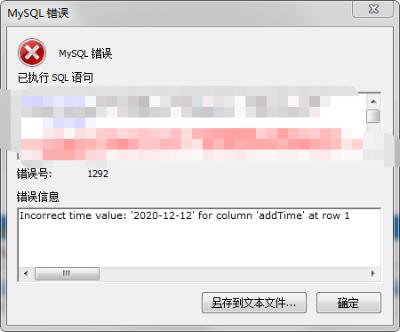 MySQL 错误
MySQL 错误
已执行 SQL 语句
错误号: 1292
错误信息
Incorrect time value: '2020-12-12' for column 'addTime' at row 1
另存到文本文件...
确定